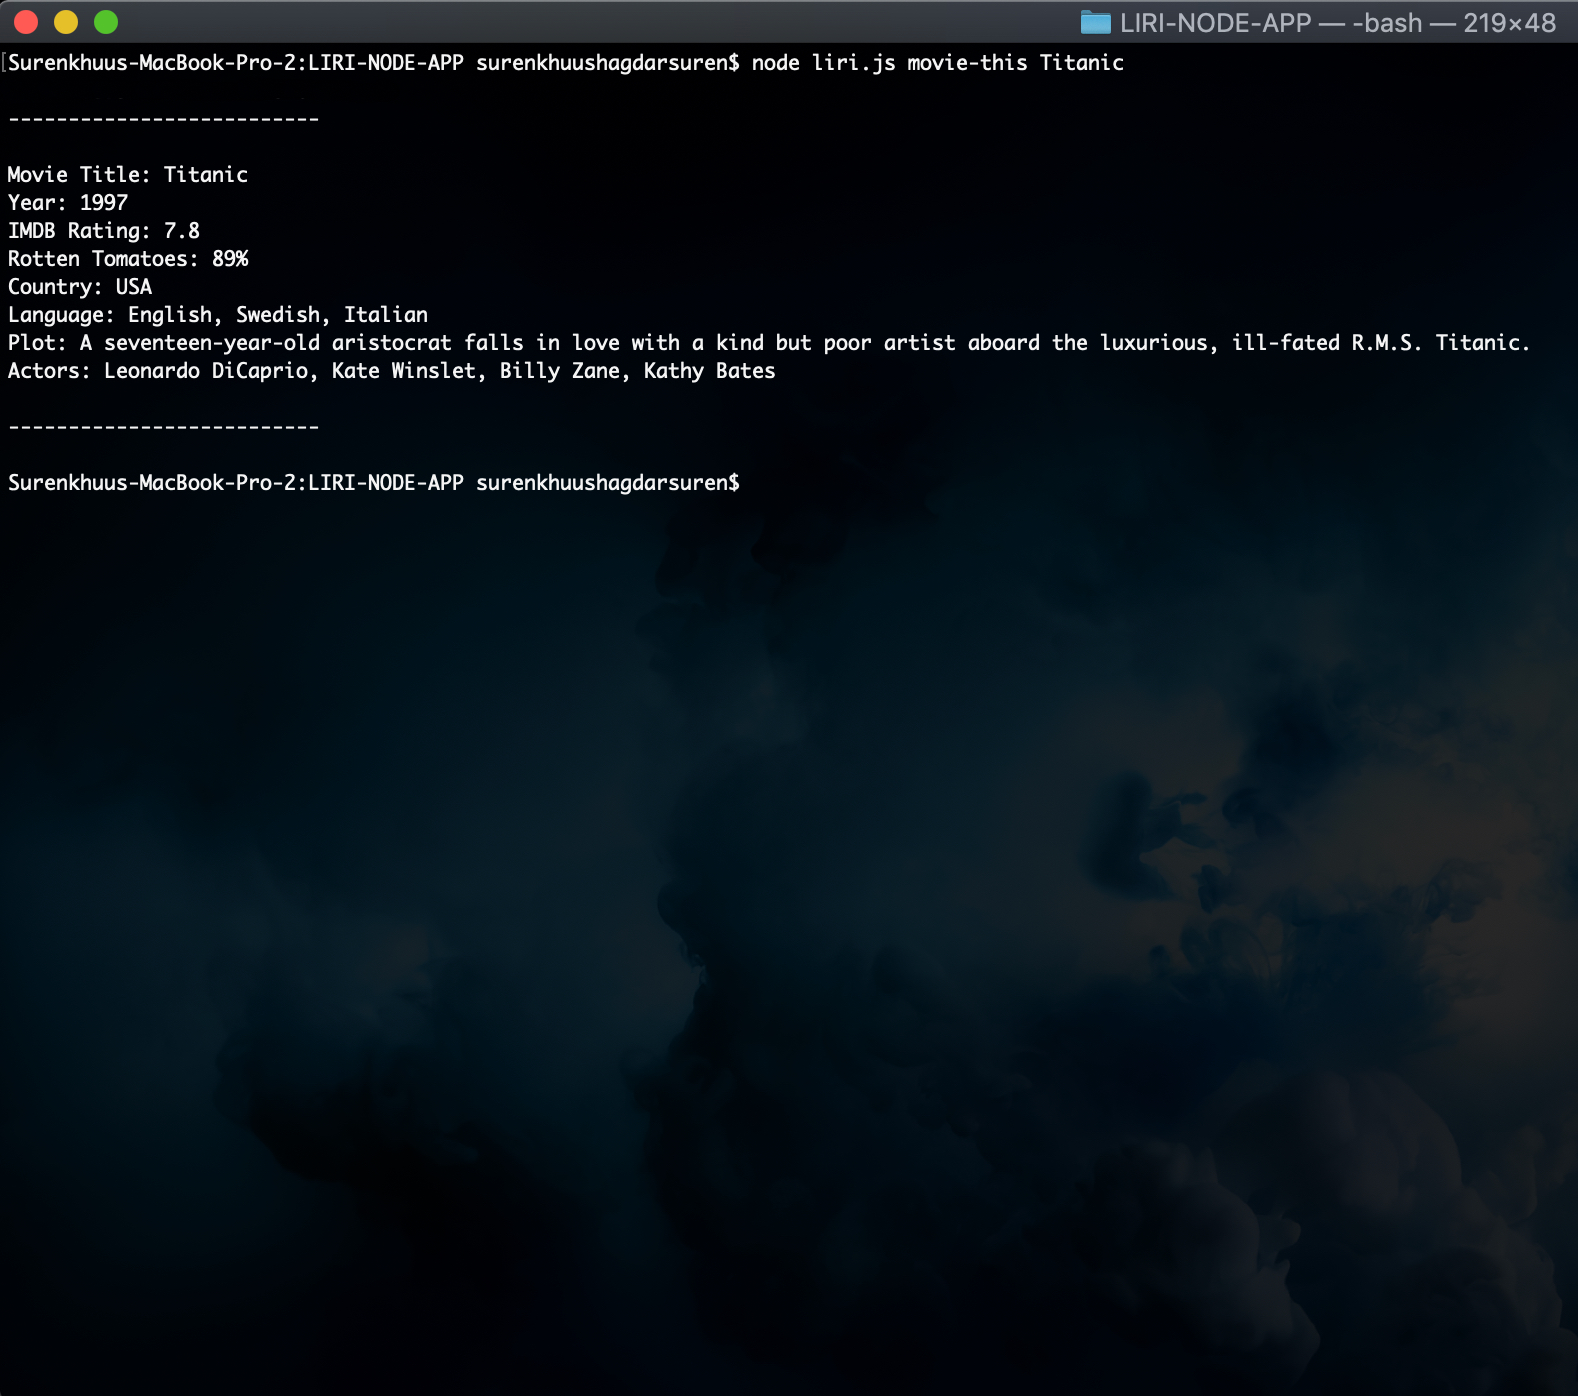 LIRI-NODE-APP — -bash — 219×48
[Surenkhuus-MacBook-Pro-2:LIRI-NODE-APP surenkhuushagdarsuren$ node liri.js movie-this Titanic
--------------------------
Movie Title: Titanic
Year: 1997
IMDB Rating: 7.8
Rotten Tomatoes: 89%
Country: USA
Language: English, Swedish, Italian
Plot: A seventeen-year-old aristocrat falls in love with a kind but poor artist aboard the luxurious, ill-fated R.M.S. Titanic.
Actors: Leonardo DiCaprio, Kate Winslet, Billy Zane, Kathy Bates
--------------------------
Surenkhuus-MacBook-Pro-2:LIRI-NODE-APP surenkhuushagdarsuren$